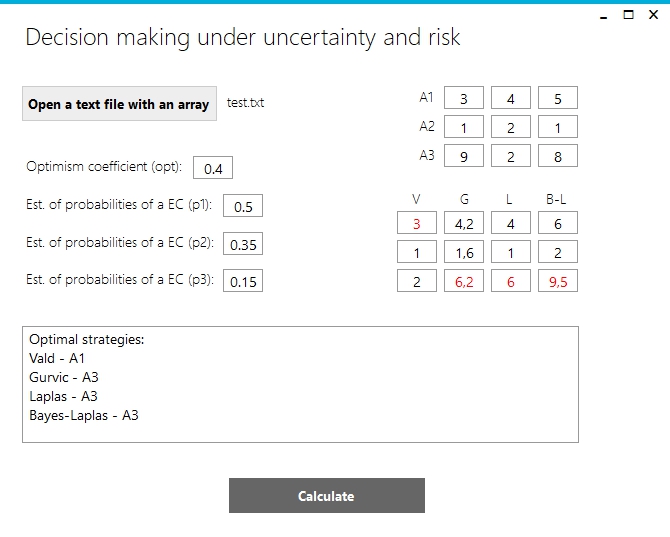 Decision making under uncertainty and risk
Open a text file with an array test.txt
A1 3 4 5
A2 1 2 1
A3 9 2 8
Optimism coefficient (opt): 0.4
Est. of probabilities of a EC (p1): 0.5
Est. of probabilities of a EC (p2): 0.35
Est. of probabilities of a EC (p3): 0.15
V G L B-L
3 4,2 4 6
1 1,6 1 2
2 6,2 6 9,5
Optimal strategies:
Vald - A1
Gurvic - A3
Laplas - A3
Bayes-Laplas - A3
Calculate